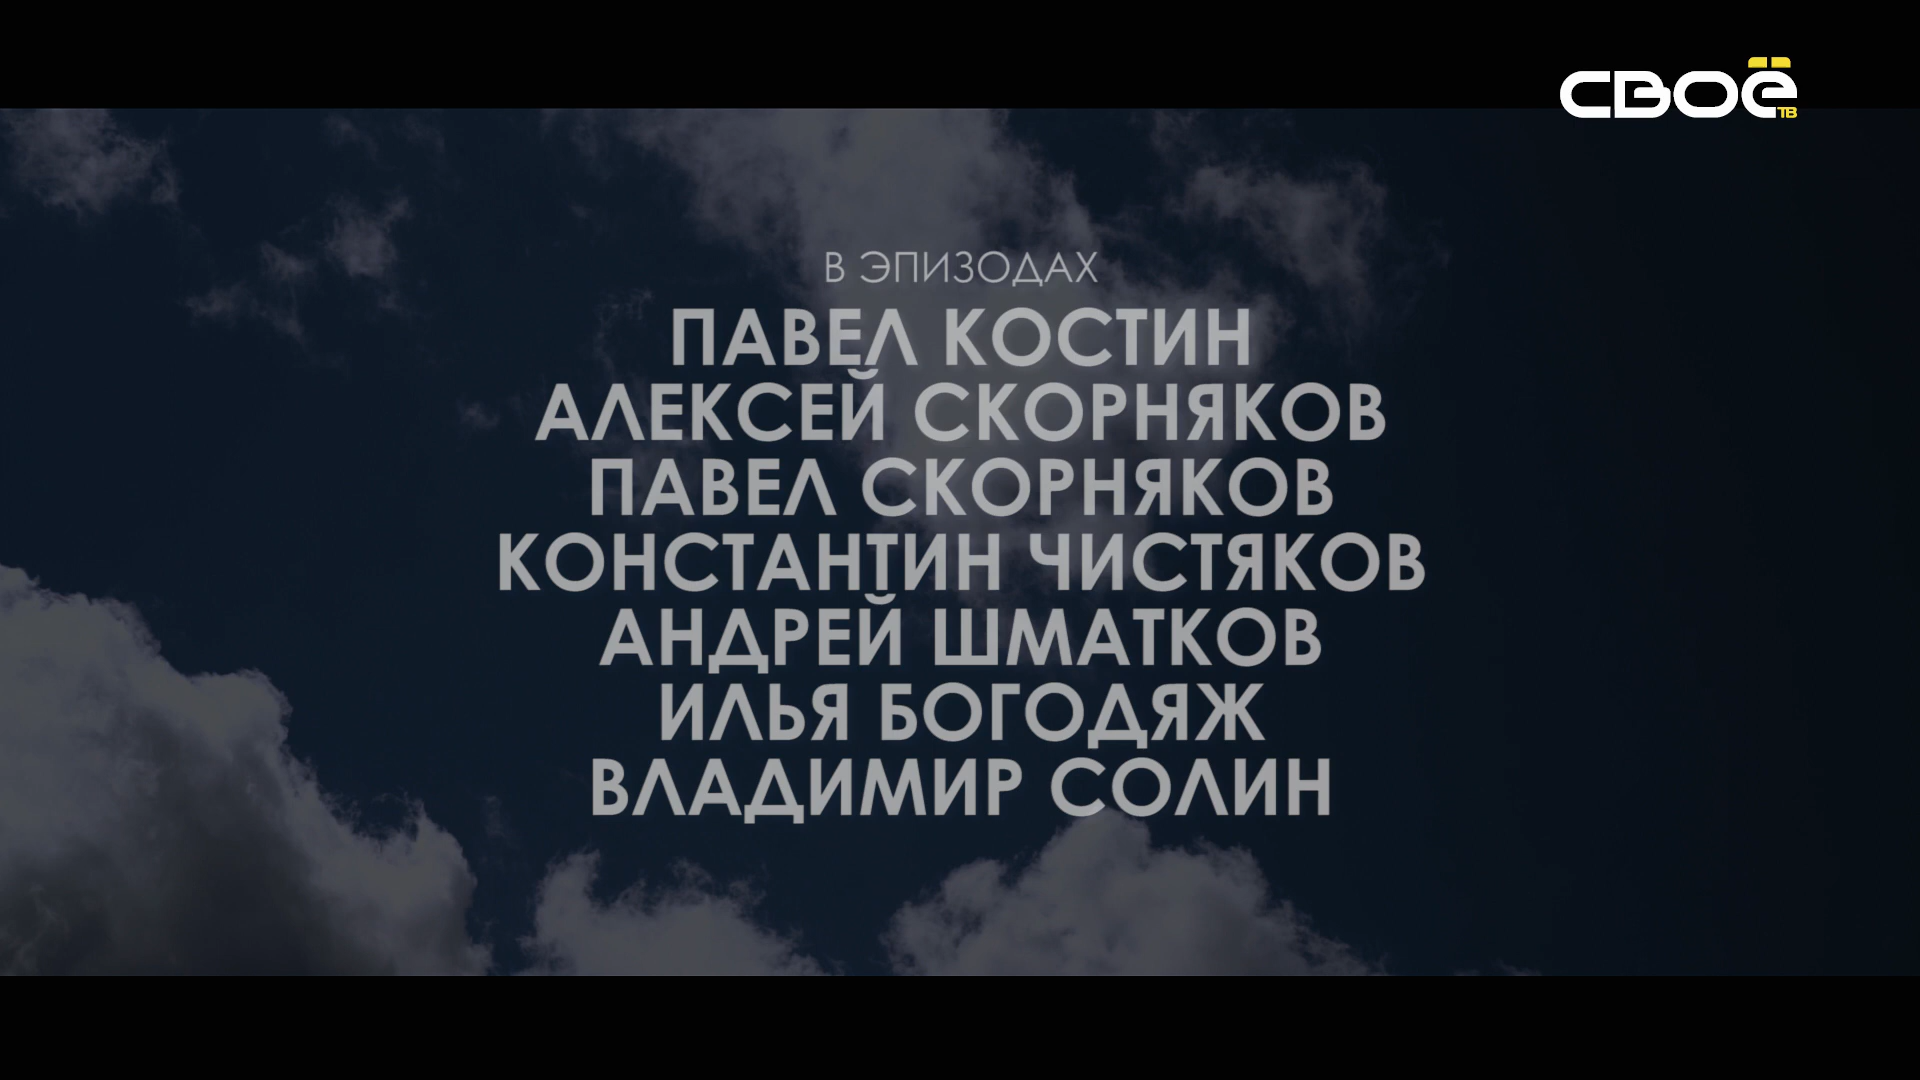 СВОЁ
ТВ
В ЭПИЗОДАХ
ПАВЕЛ КОСТИН
АЛЕКСЕЙ СКОРНЯКОВ
ПАВЕЛ СКОРНЯКОВ
КОНСТАНТИН ЧИСТЯКОВ
АНДРЕЙ ШМАТКОВ
ИЛЬЯ БОГОДЯЖ
ВЛАДИМИР СОЛИН